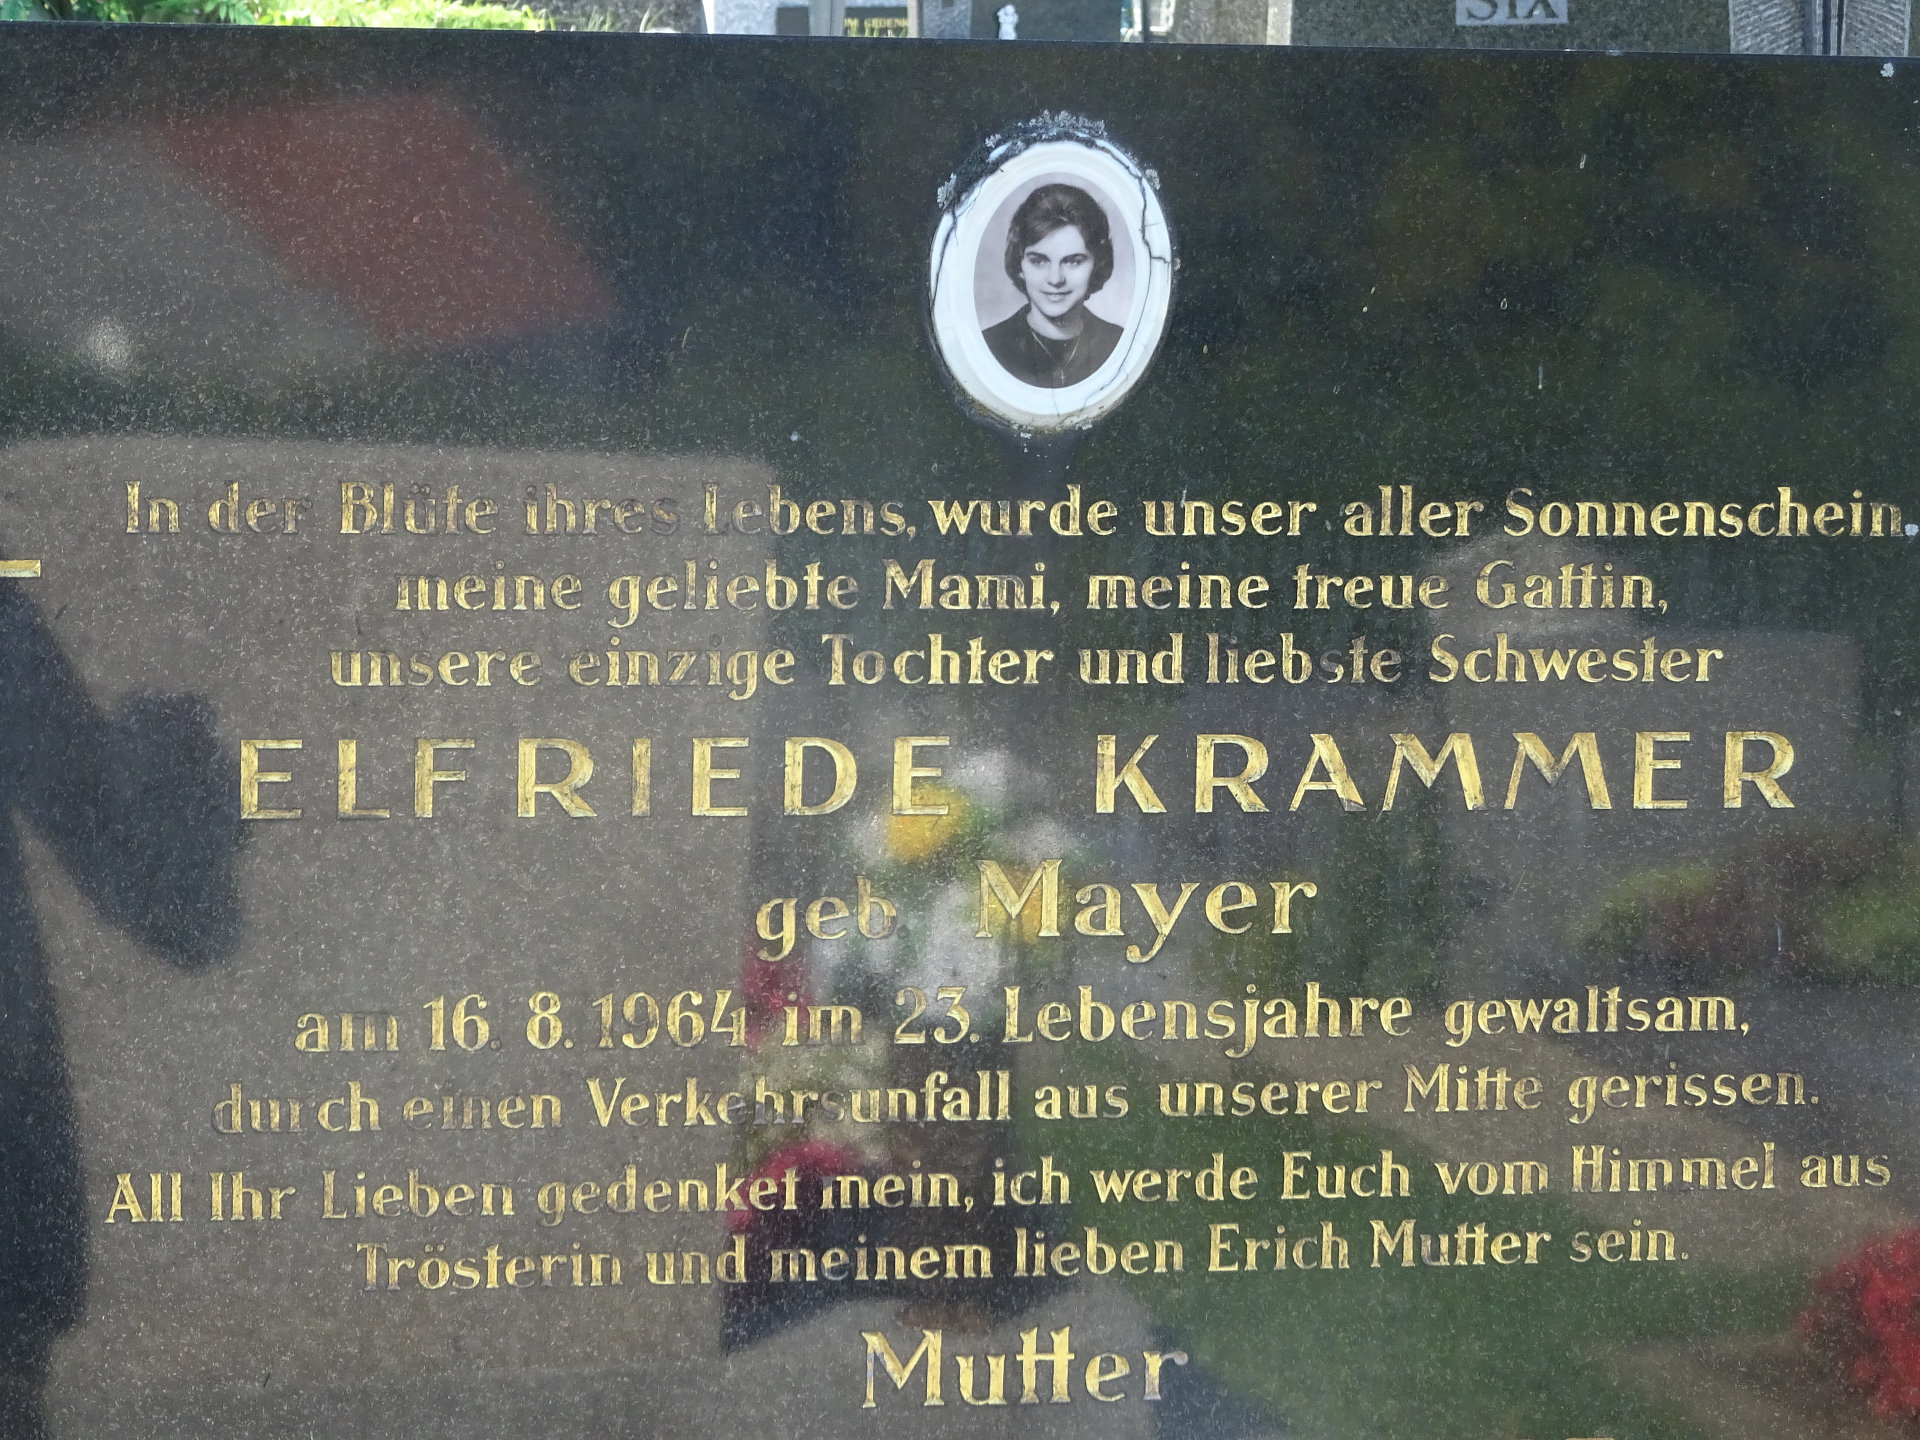 UM GEDENK
SIX
In der Blüte ihres Lebens, wurde unser aller Sonnenschein,
meine geliebte Mami, meine treue Gattin,
unsere einzige Tochter und liebste Schwester
ELFRIEDE KRAMMER
geb. Mayer
am 16. 8. 1964 im 23. Lebensjahre gewaltsam,
durch einen Verkehrsunfall aus unserer Mitte gerissen.
All Ihr Lieben gedenket mein, ich werde Euch vom Himmel aus
Trösterin und meinem lieben Erich Mutter sein.
Mutter